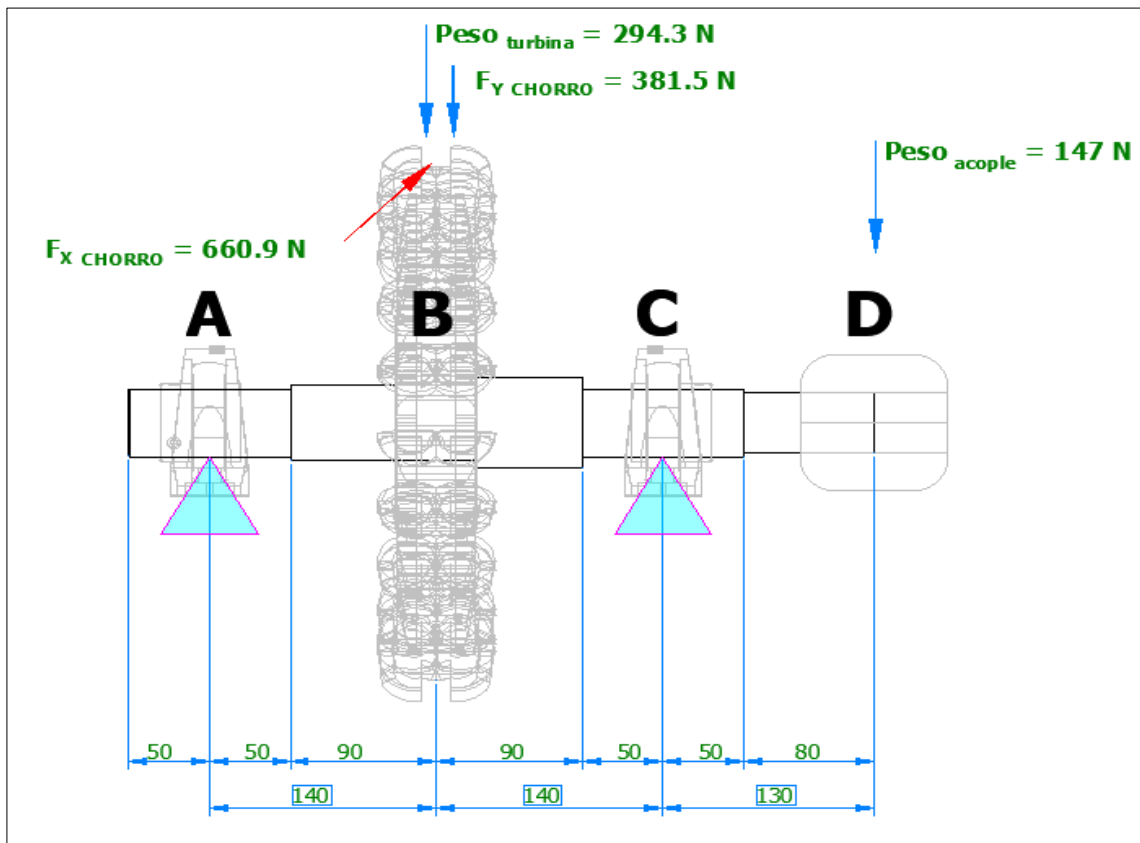 Peso turbina = 294.3 N
FY CHORRO = 381.5 N
Peso acople = 147 N
FX CHORRO = 660.9 N
A B C D
50 50 90 90 50 50 80
140 140 130